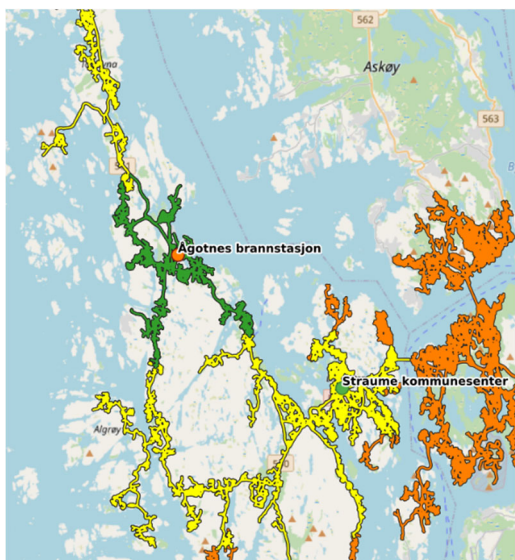 562
Askøy
563
Ågotnes brannstasjon
Straume kommunesenter
Algrøy